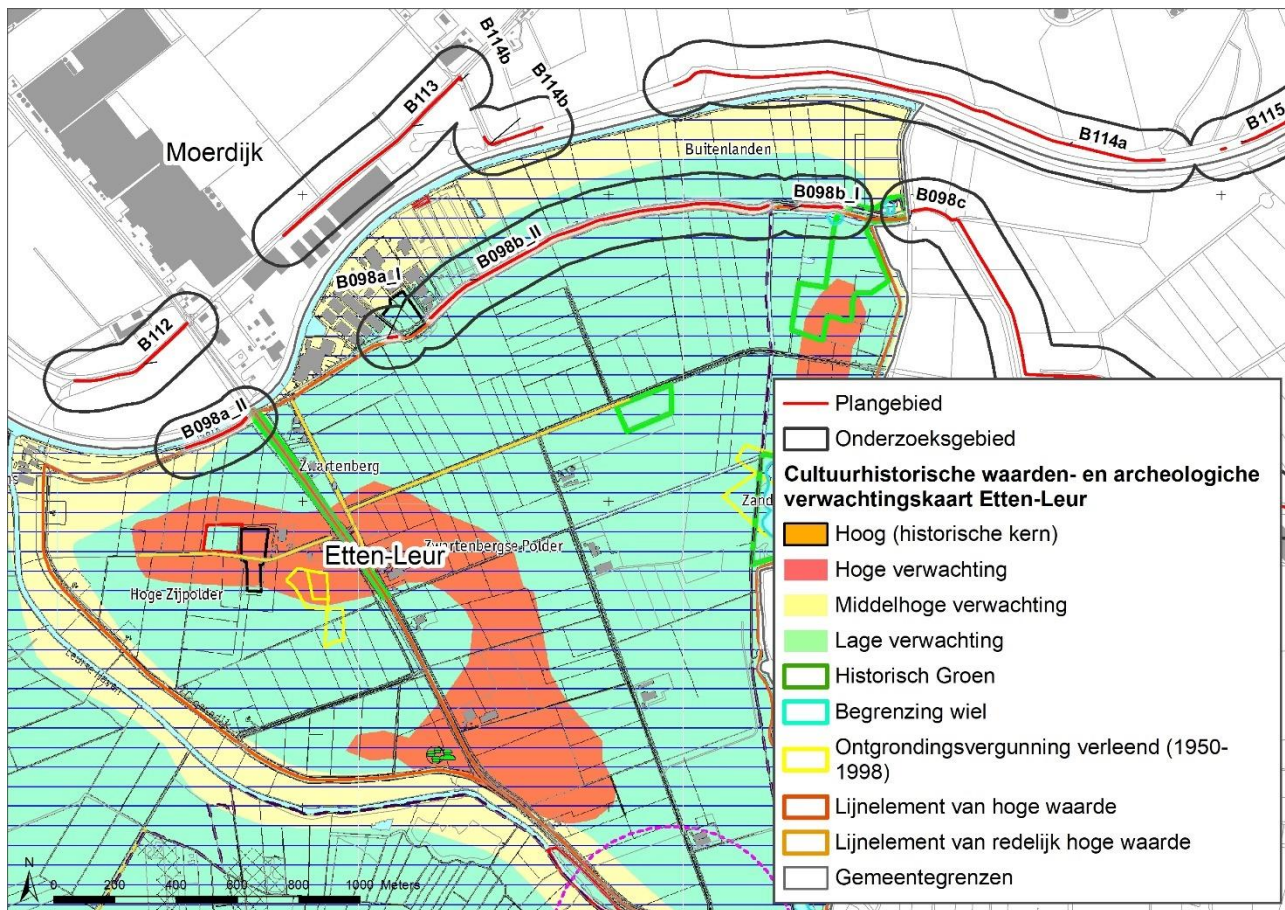 B114b
B113
B114b
Moerdijk
Buitenlanden
B114a
B115
B098b_I
B098c
B098b_II
B098a_I
B112
B098a_II
Zwartenberg
Zand
Zwartenbergse Polder
Etten-Leur
Hoge Zijpolder
Plangebied
Onderzoeksgebied
Cultuurhistorische waarden- en archeologiche
verwachtingskaart Etten-Leur
Hoog (historische kern)
Hoge verwachting
Middelhoge verwachting
Lage verwachting
Historisch Groen
Begrenzing wiel
Ontgrondingsvergunning verleend (1950-
1998)
Lijnelement van hoge waarde
Lijnelement van redelijk hoge waarde
Gemeentegrenzen
N
0 200 400 600 800 1000 Meters